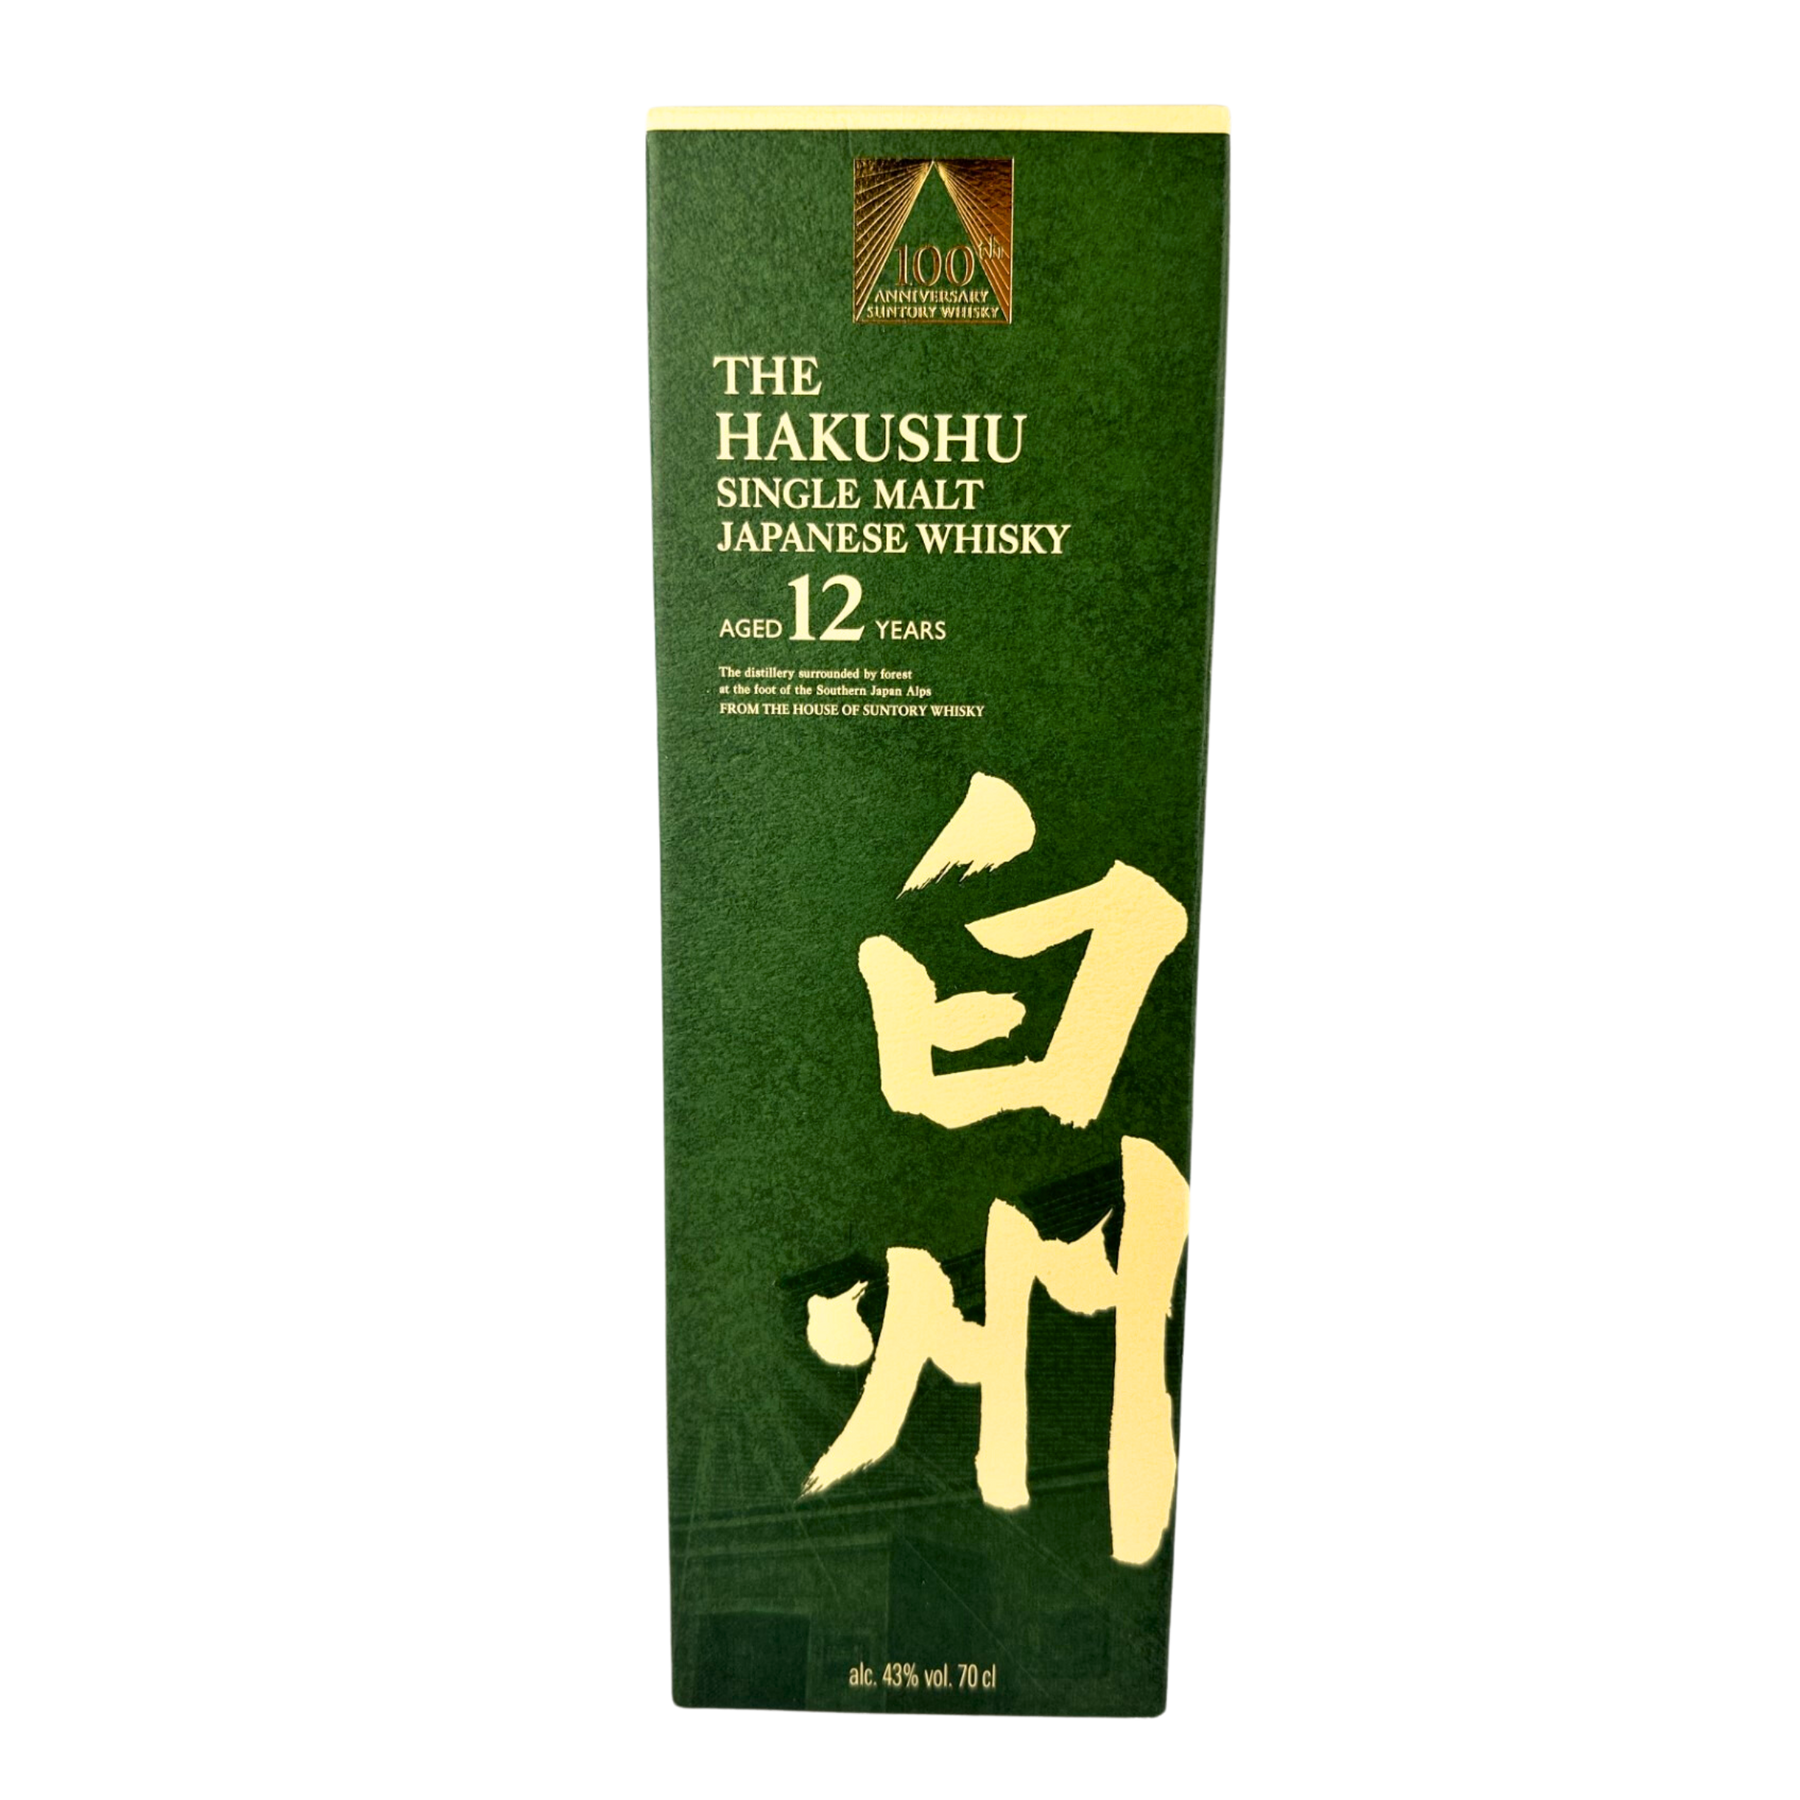 100th
ANNIVERSARY
SUNTORY WHISKY
THE
HAKUSHU
SINGLE MALT
JAPANESE WHISKY
AGED 12 YEARS
The distillery surrounded by forest
at the foot of the Southern Japan Alps
FROM THE HOUSE OF SUNTORY WHISKY
白
州
alc. 43% vol. 70 cl